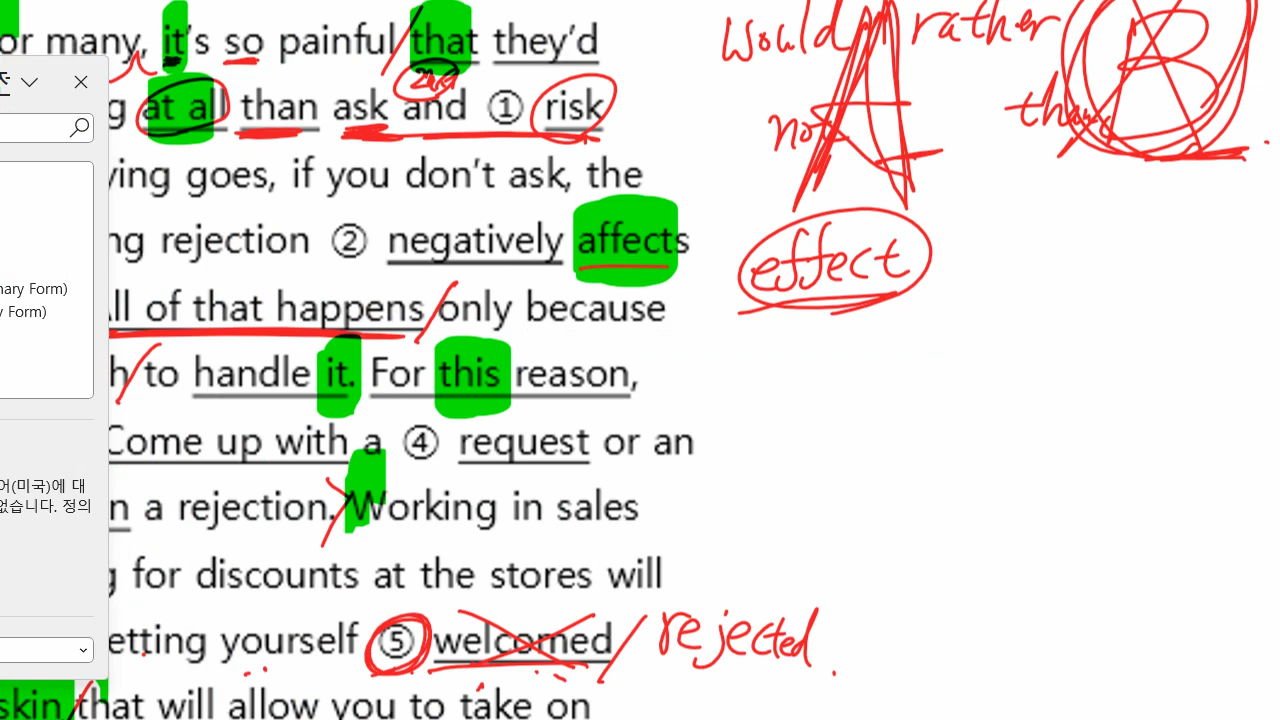 or many, it's so painful that they'd
g at all than ask and ① risk
ying goes, if you don't ask, the
ng rejection ② negatively affects
All of that happens only because
h to handle it. For this reason,
Come up with a ④ request or an
n a rejection. Working in sales
g for discounts at the stores will
etting yourself ⑤ welcomed
rejected
skin that will allow you to take on
would A rather B
not than
effect
nary Form)
y Form)
어(미국)에 대
없습니다. 정의